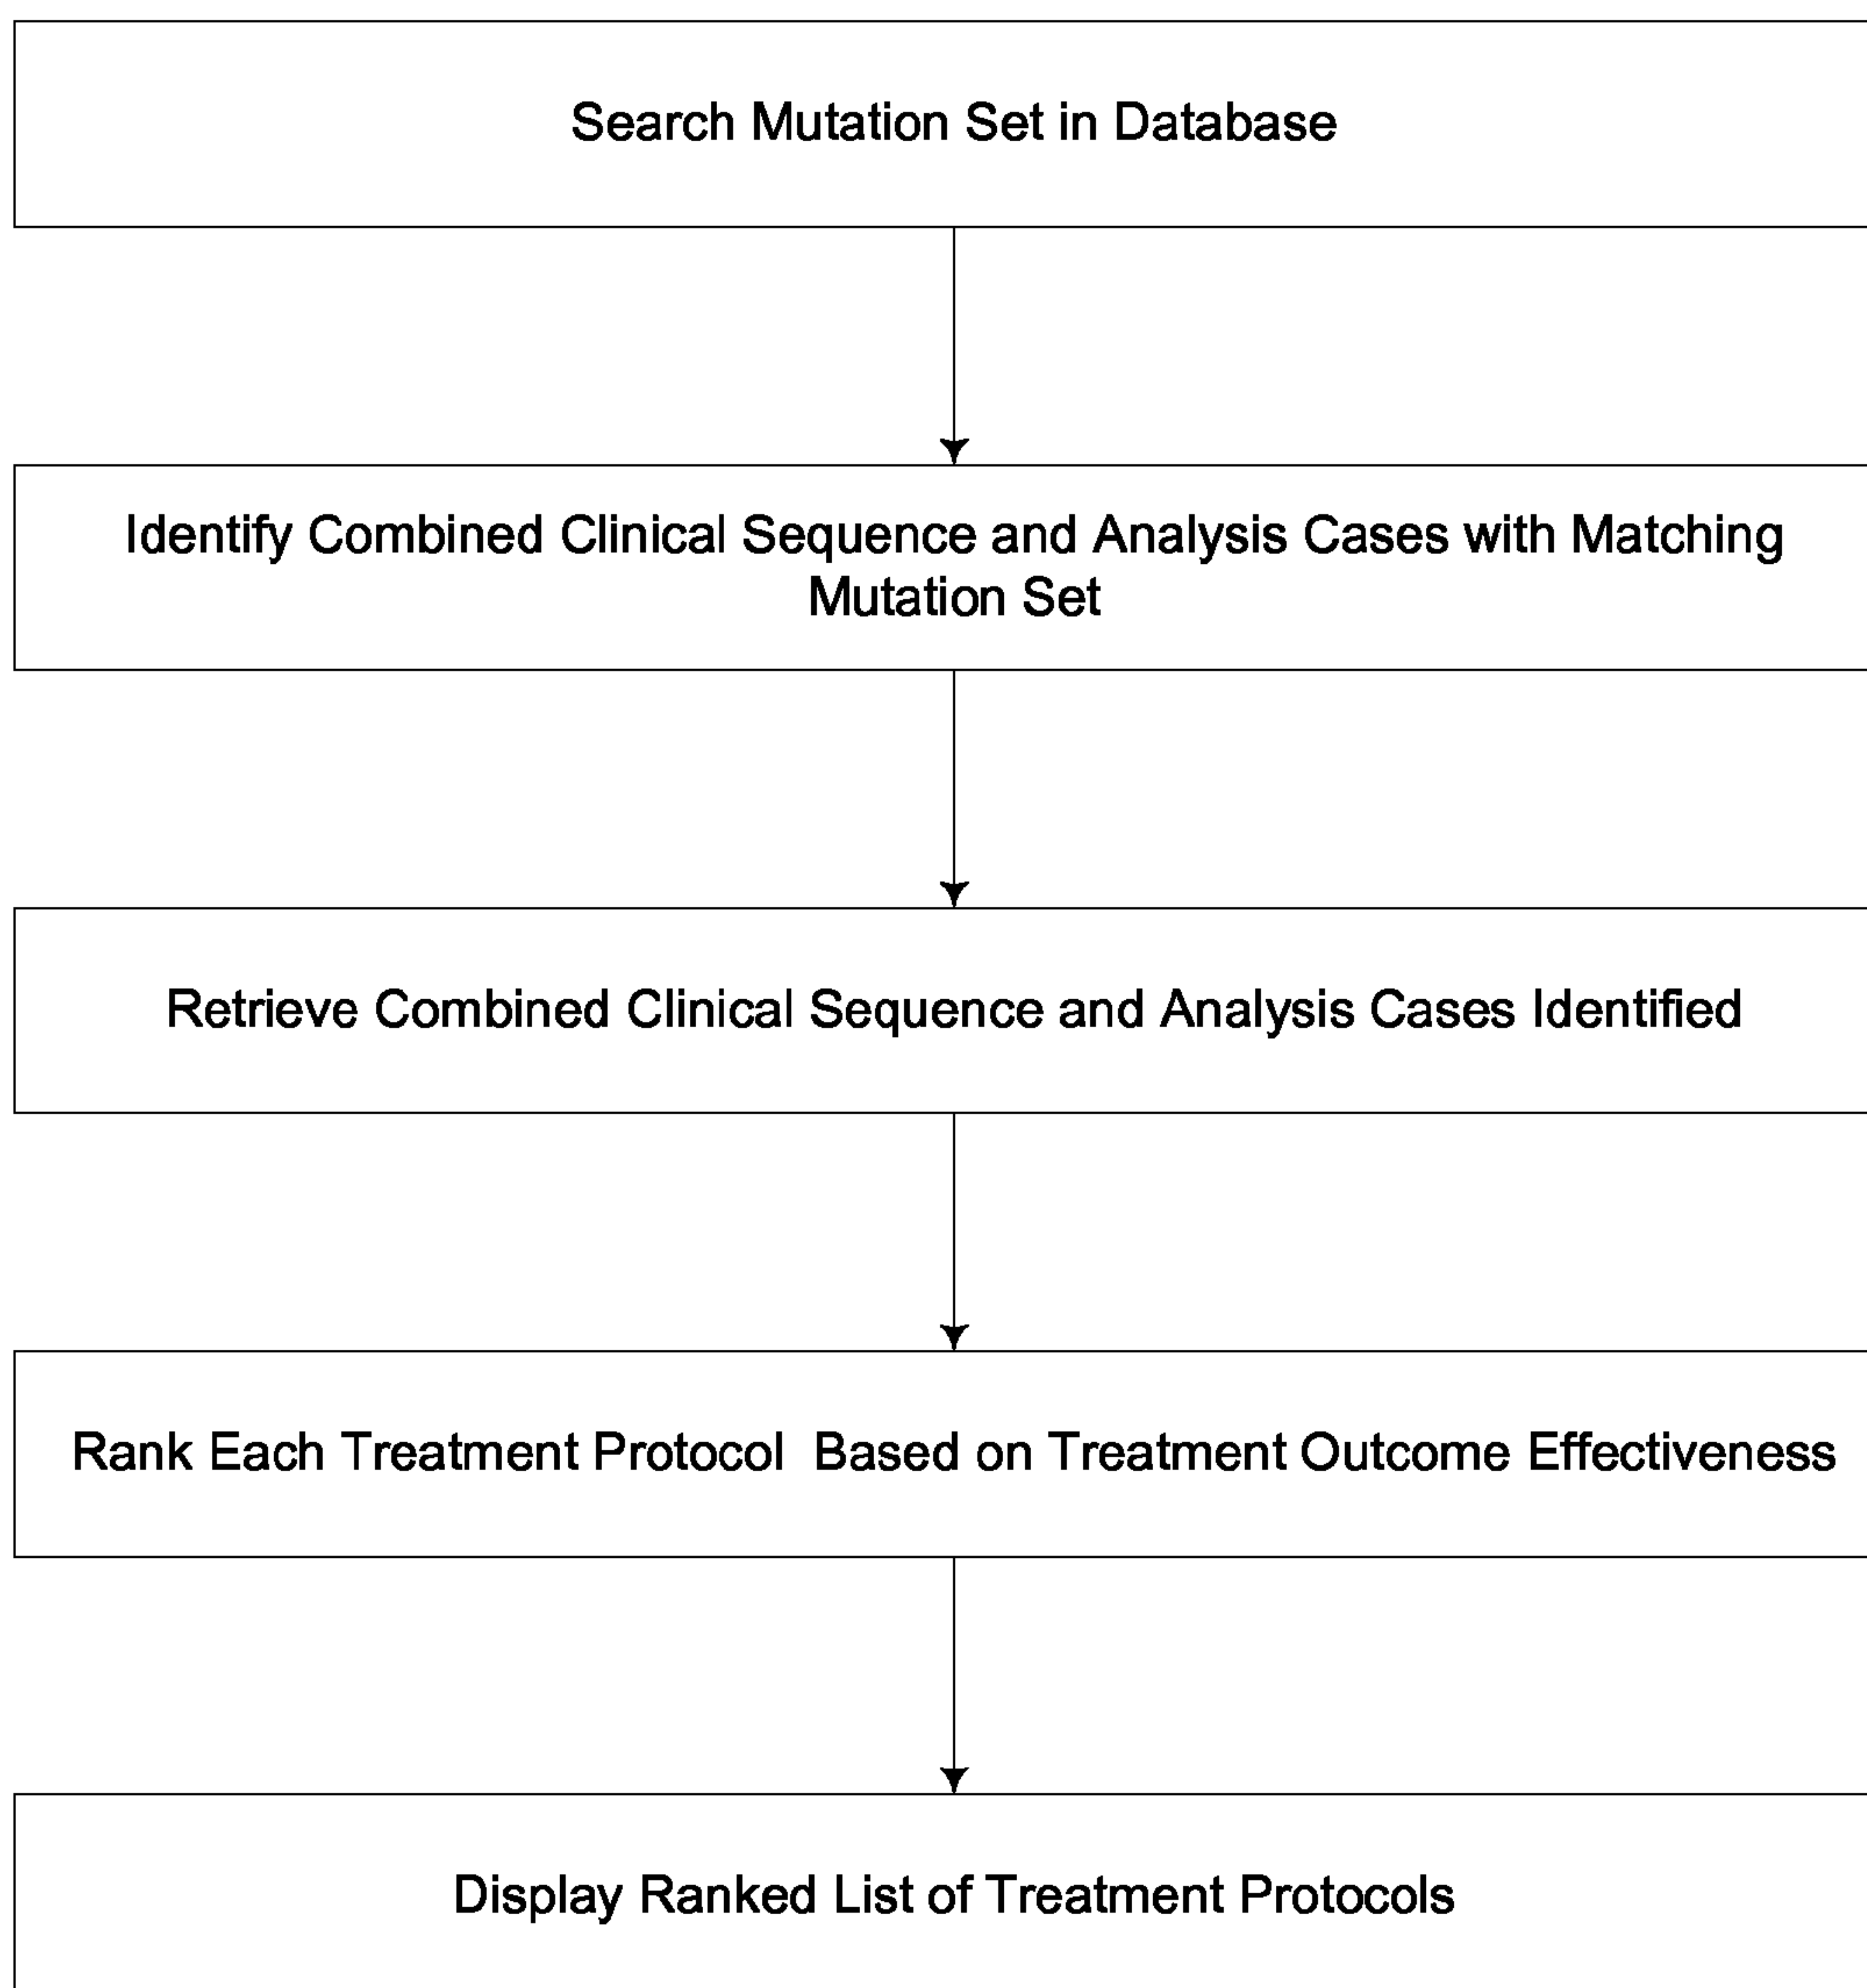 Search Mutation Set in Database
Identify Combined Clinical Sequence and Analysis Cases with Matching
Mutation Set
Retrieve Combined Clinical Sequence and Analysis Cases Identified
Rank Each Treatment Protocol  Based on Treatment Outcome Effectiveness
Display Ranked List of Treatment Protocols